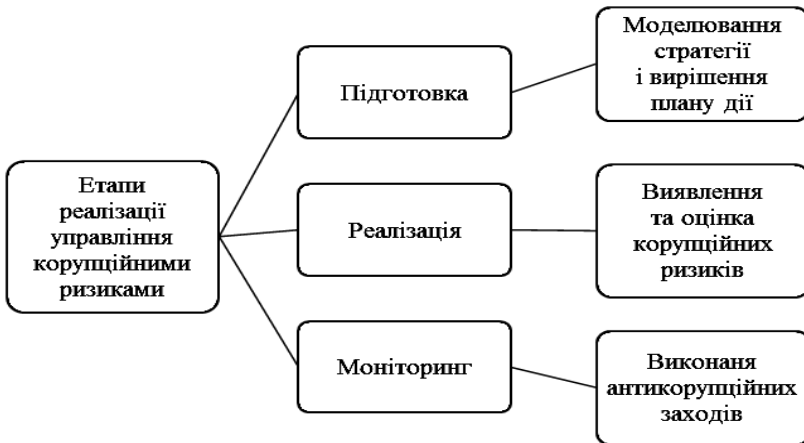 Етапи
реалізації
управління
корупційними
ризиками
Підготовка
Моделювання
стратегії
і вирішення
плану дії
Реалізація
Виявлення
та оцінка
корупційних
ризиків
Моніторинг
Виконаня
антикорупційних
заходів